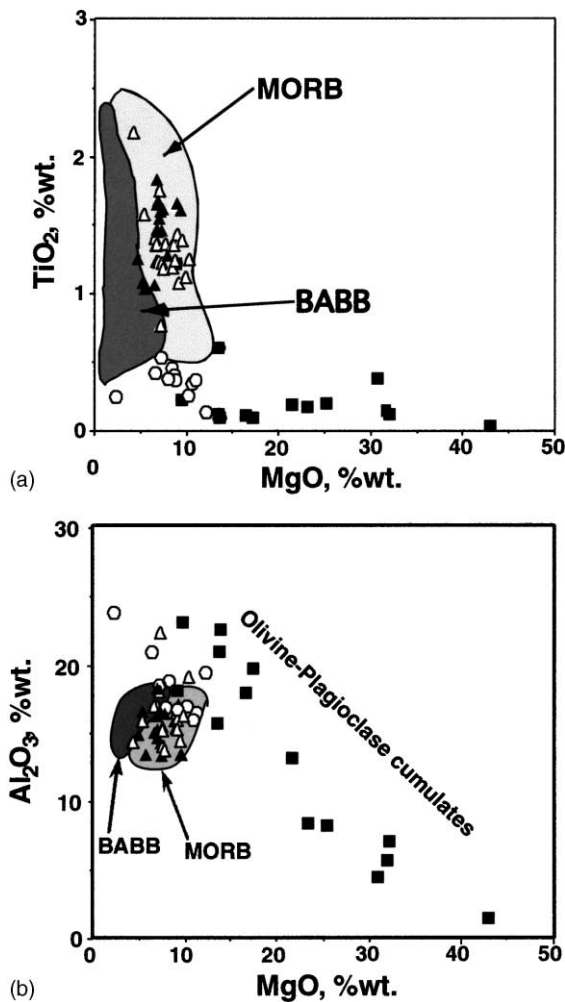 3
MORB
2
TiO2, %wt.
1
BABB
0
0 10 20 30 40 50
(a)
MgO, %wt.
30
Olivine-Plagioclase cumulates
20
Al2O3, %wt.
10
BABB
MORB
0
0 10 20 30 40 50
(b)
MgO, %wt.